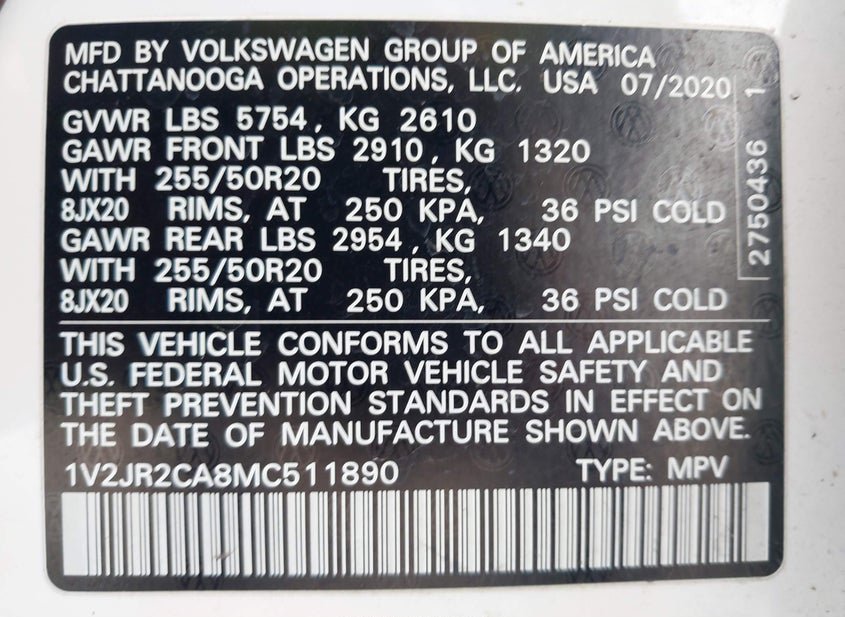 MFD BY VOLKSWAGEN GROUP OF AMERICA
CHATTANOOGA OPERATIONS, LLC. USA 07/2020
GVWR LBS 5754, KG 2610
GAWR FRONT LBS 2910, KG 1320
WITH 255/50R20 TIRES,
8JX20 RIMS, AT 250 KPA, 36 PSI COLD
GAWR REAR LBS 2954, KG 1340
WITH 255/50R20 TIRES,
8JX20 RIMS, AT 250 KPA, 36 PSI COLD
2750436 1
THIS VEHICLE CONFORMS TO ALL APPLICABLE
U.S. FEDERAL MOTOR VEHICLE SAFETY AND
THEFT PREVENTION STANDARDS IN EFFECT ON
THE DATE OF MANUFACTURE SHOWN ABOVE.
1V2JR2CA8MC511890 TYPE: MPV